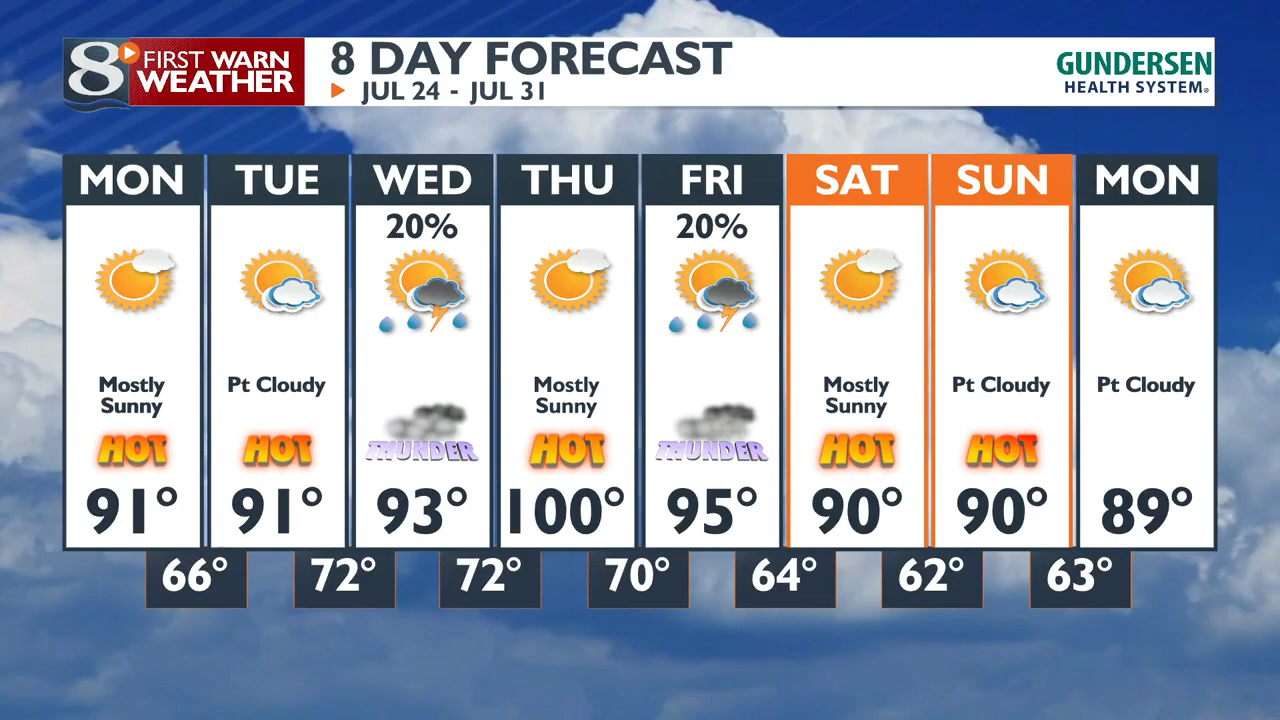 8 FIRST WARN
WEATHER
8 DAY FORECAST
JUL 24 - JUL 31
GUNDERSEN
HEALTH SYSTEM®
MON TUE WED THU FRI SAT SUN MON
20% 20%
Mostly Sunny
Pt Cloudy
Mostly Sunny
Mostly Sunny
Pt Cloudy
Pt Cloudy
HOT HOT THUNDER HOT THUNDER HOT HOT
91° 91° 93° 100° 95° 90° 90° 89°
66° 72° 72° 70° 64° 62° 63°